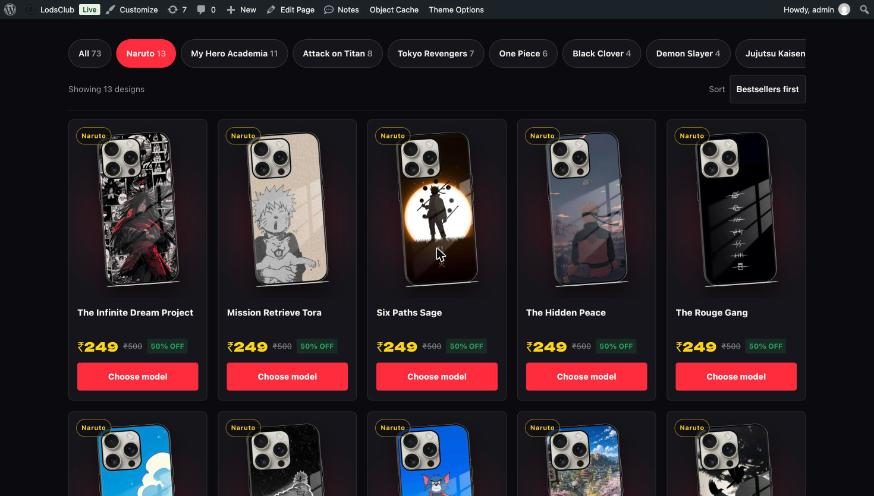 LodsClub Live Customize 7 0 New Edit Page Notes Object Cache Theme Options Howdy, admin
All 73 Naruto 13 My Hero Academia 11 Attack on Titan 8 Tokyo Revengers 7 One Piece 6 Black Clover 4 Demon Slayer 4 Jujutsu Kaisen
Showing 13 designs Sort Bestsellers first
Naruto Naruto Naruto Naruto Naruto
The Infinite Dream Project Mission Retrieve Tora Six Paths Sage The Hidden Peace The Rouge Gang
₹249 ₹500 50% OFF ₹249 ₹500 50% OFF ₹249 ₹500 50% OFF ₹249 ₹500 50% OFF ₹249 ₹500 50% OFF
Choose model Choose model Choose model Choose model Choose model
Naruto Naruto Naruto Naruto Naruto